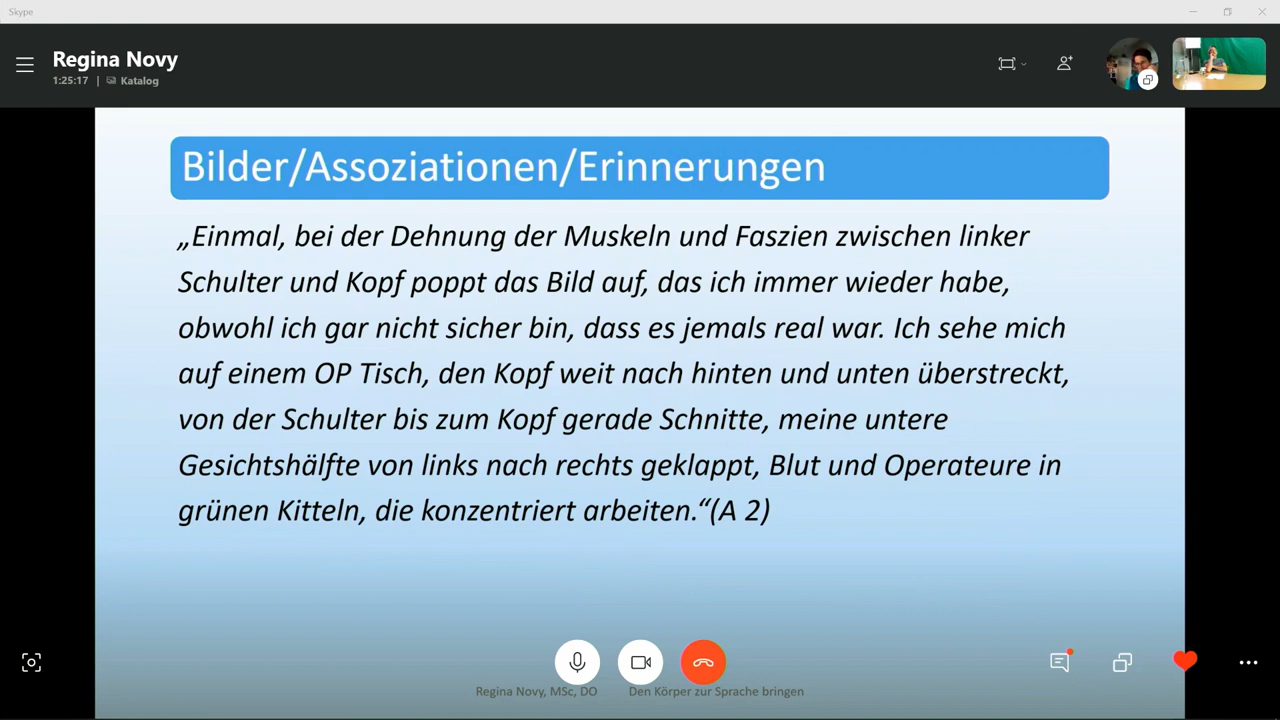 Skype
Regina Novy
1:25:17 | Katalog
Bilder/Assoziationen/Erinnerungen
„Einmal, bei der Dehnung der Muskeln und Faszien zwischen linker
Schulter und Kopf poppt das Bild auf, das ich immer wieder habe,
obwohl ich gar nicht sicher bin, dass es jemals real war. Ich sehe mich
auf einem OP Tisch, den Kopf weit nach hinten und unten überstreckt,
von der Schulter bis zum Kopf gerade Schnitte, meine untere
Gesichtshälfte von links nach rechts geklappt, Blut und Operateure in
grünen Kitteln, die konzentriert arbeiten.“(A 2)
Regina Novy, MSc, DO Den Körper zur Sprache bringen